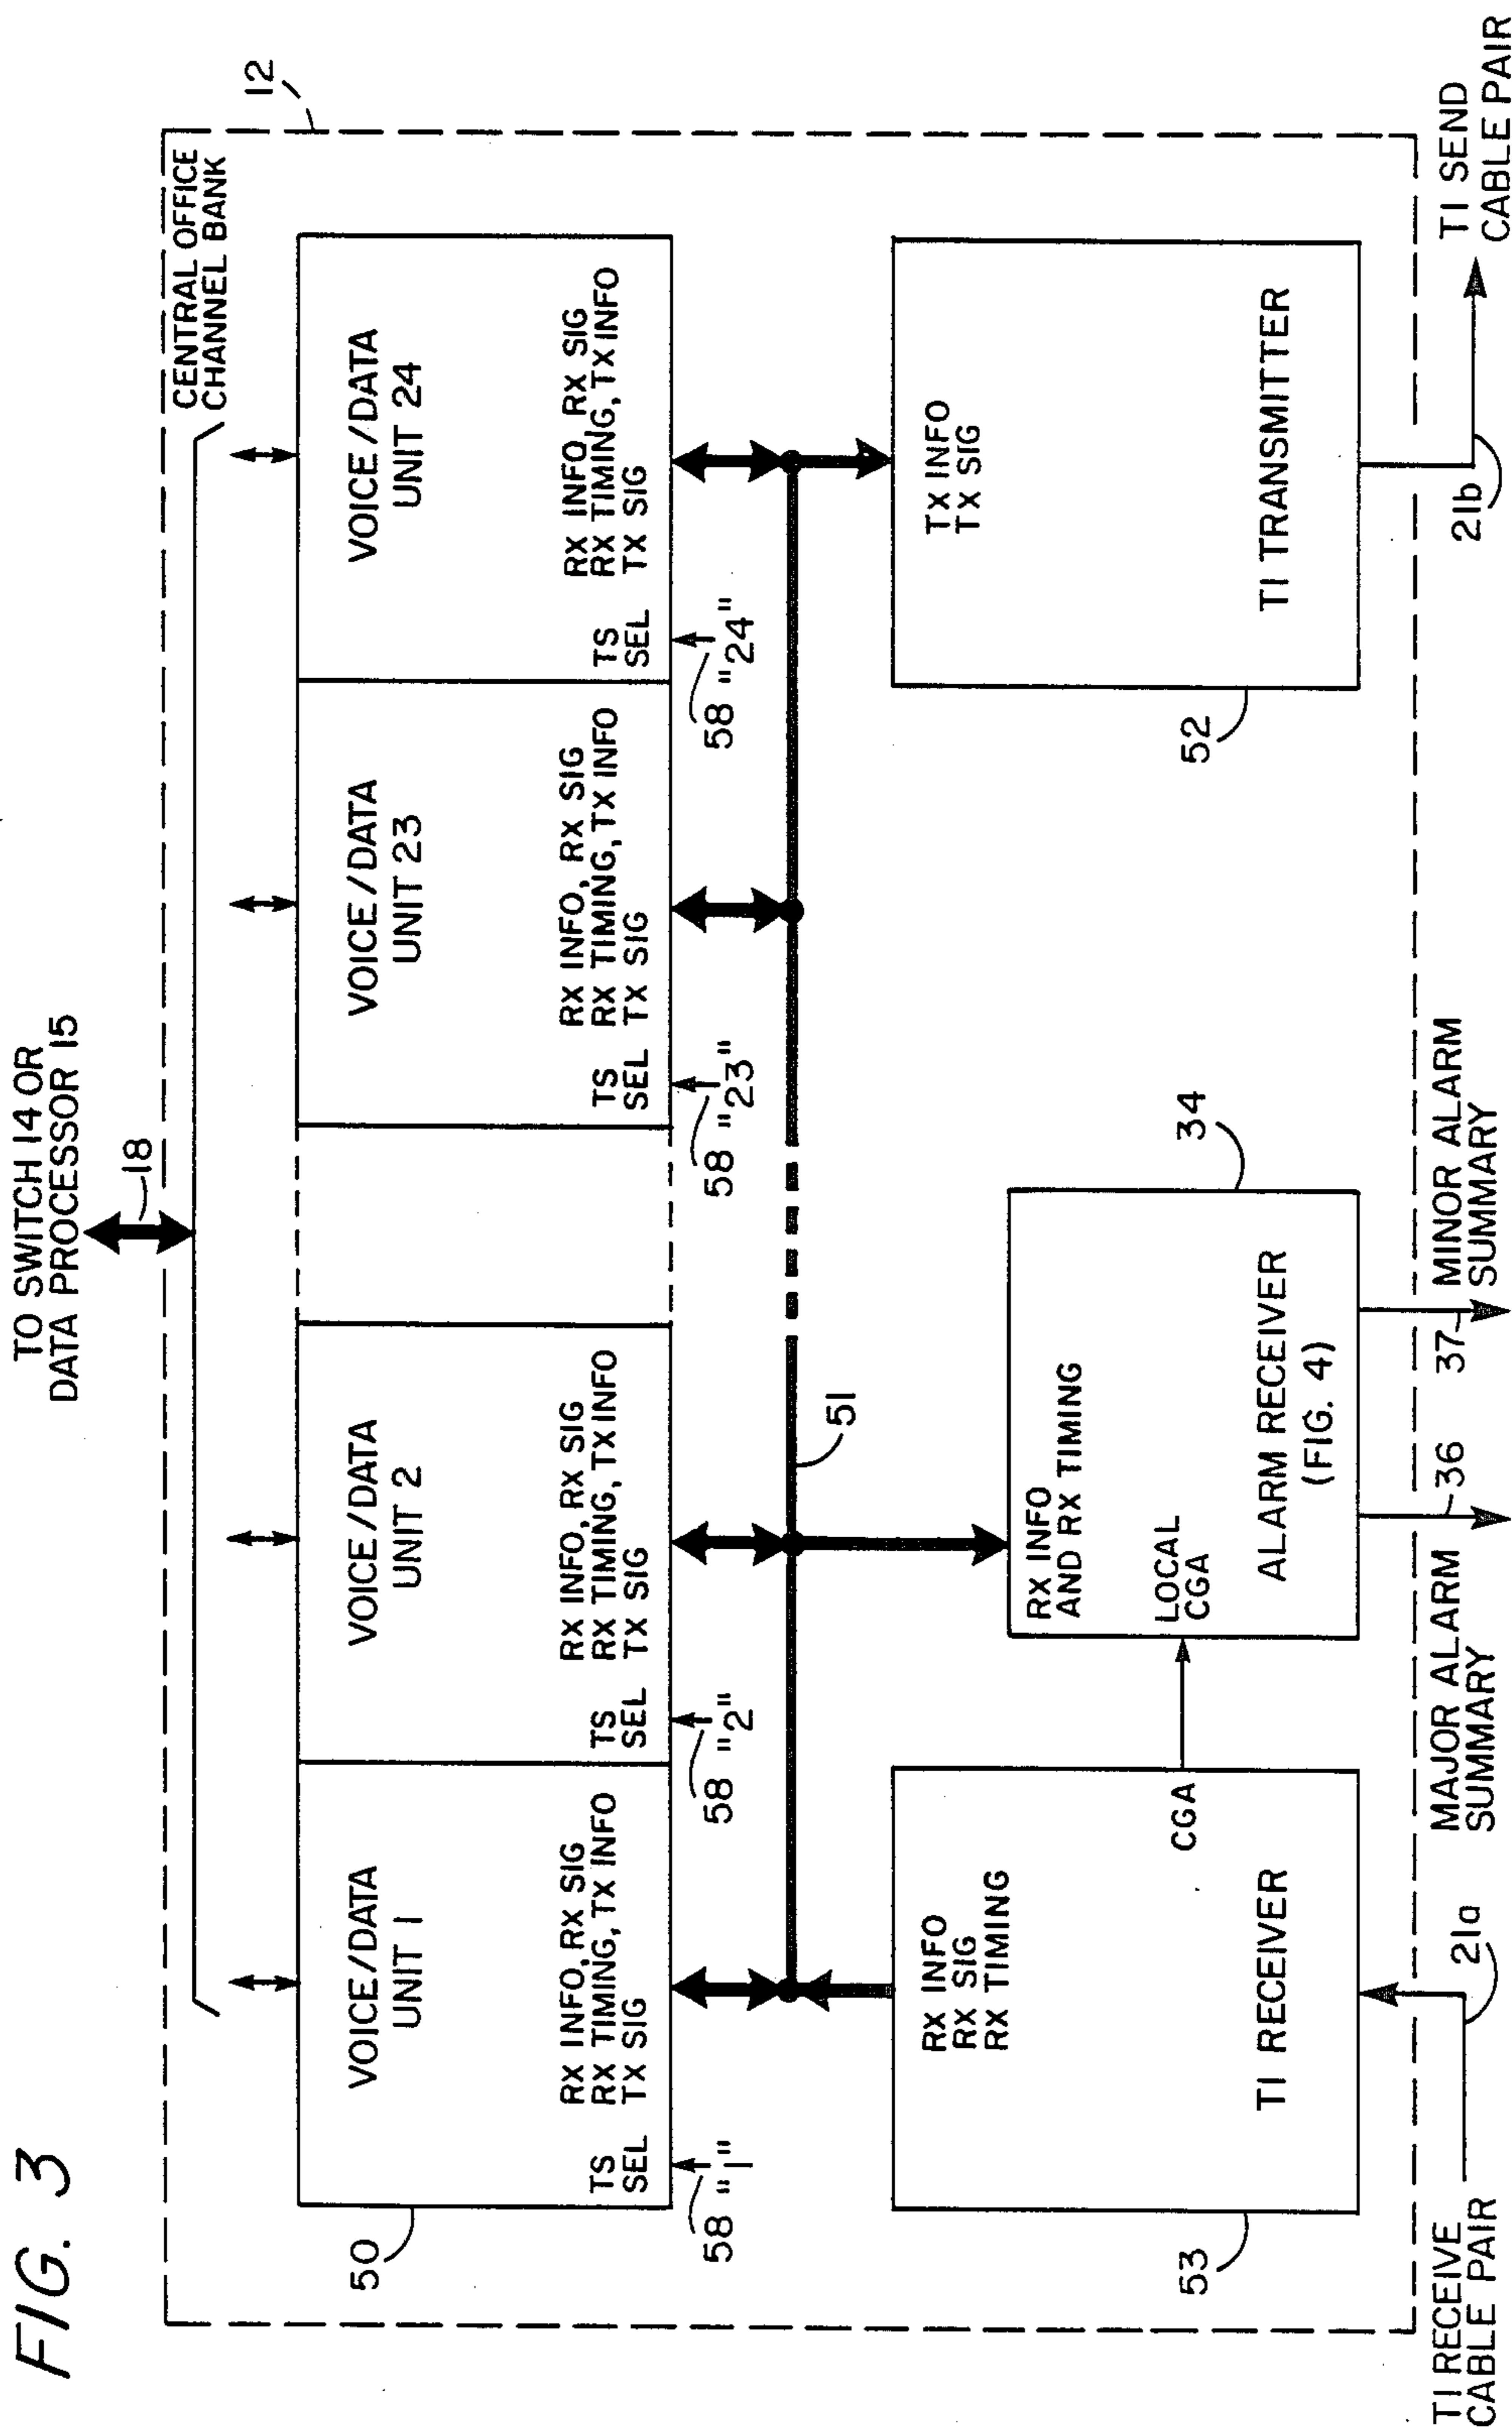 FIG. 3
TO SWITCH 14 OR
DATA PROCESSOR 15
18
12
CENTRAL OFFICE
CHANNEL BANK
50
VOICE/DATA
UNIT 1
RX INFO, RX SIG
RX TIMING, TX INFO
TX SIG
TS
SEL
58 "1"
VOICE/DATA
UNIT 2
RX INFO, RX SIG
RX TIMING, TX INFO
TX SIG
TS
SEL
58 "2"
VOICE/DATA
UNIT 23
RX INFO, RX SIG
RX TIMING, TX INFO
TX SIG
TS
SEL
58 "23"
VOICE/DATA
UNIT 24
RX INFO, RX SIG
RX TIMING, TX INFO
TX SIG
TS
SEL
58 "24"
51
53
RX INFO
RX SIG
RX TIMING
CGA
T1 RECEIVER
34
RX INFO
AND RX TIMING
LOCAL
CGA
ALARM RECEIVER
(FIG. 4)
52
TX INFO
TX SIG
T1 TRANSMITTER
T1 RECEIVE
CABLE PAIR
21a
MAJOR ALARM
SUMMARY
36
37
MINOR ALARM
SUMMARY
21b
T1 SEND
CABLE PAIR